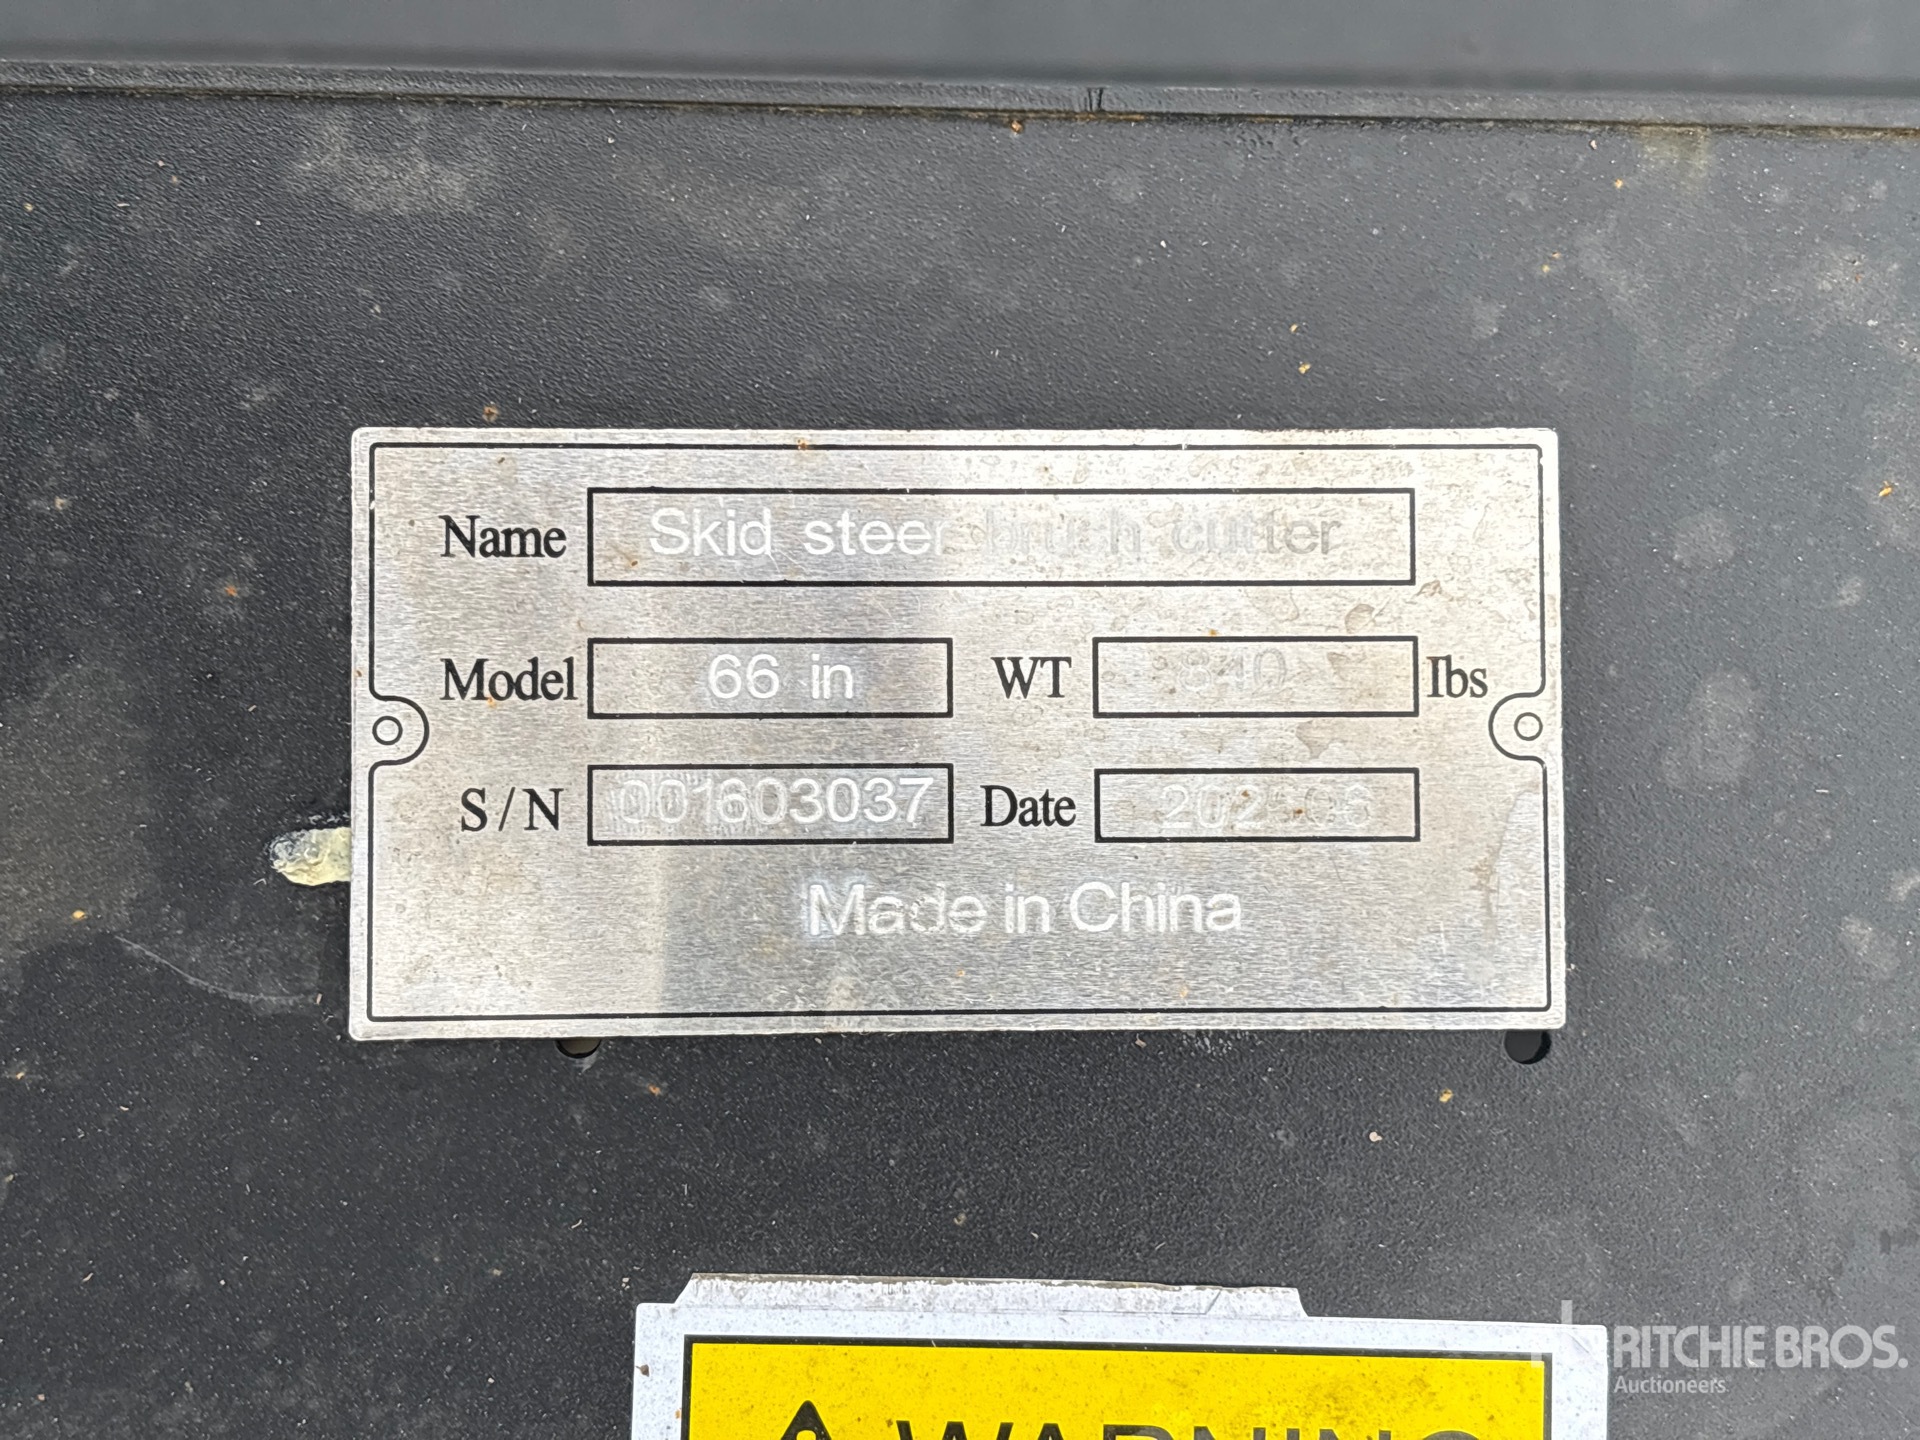 Name Skid steer brush cutter
Model 66 in WT 840 lbs
S/N 001603037 Date
Made in China
WARNING
RITCHIE BROS.
Auctioneers